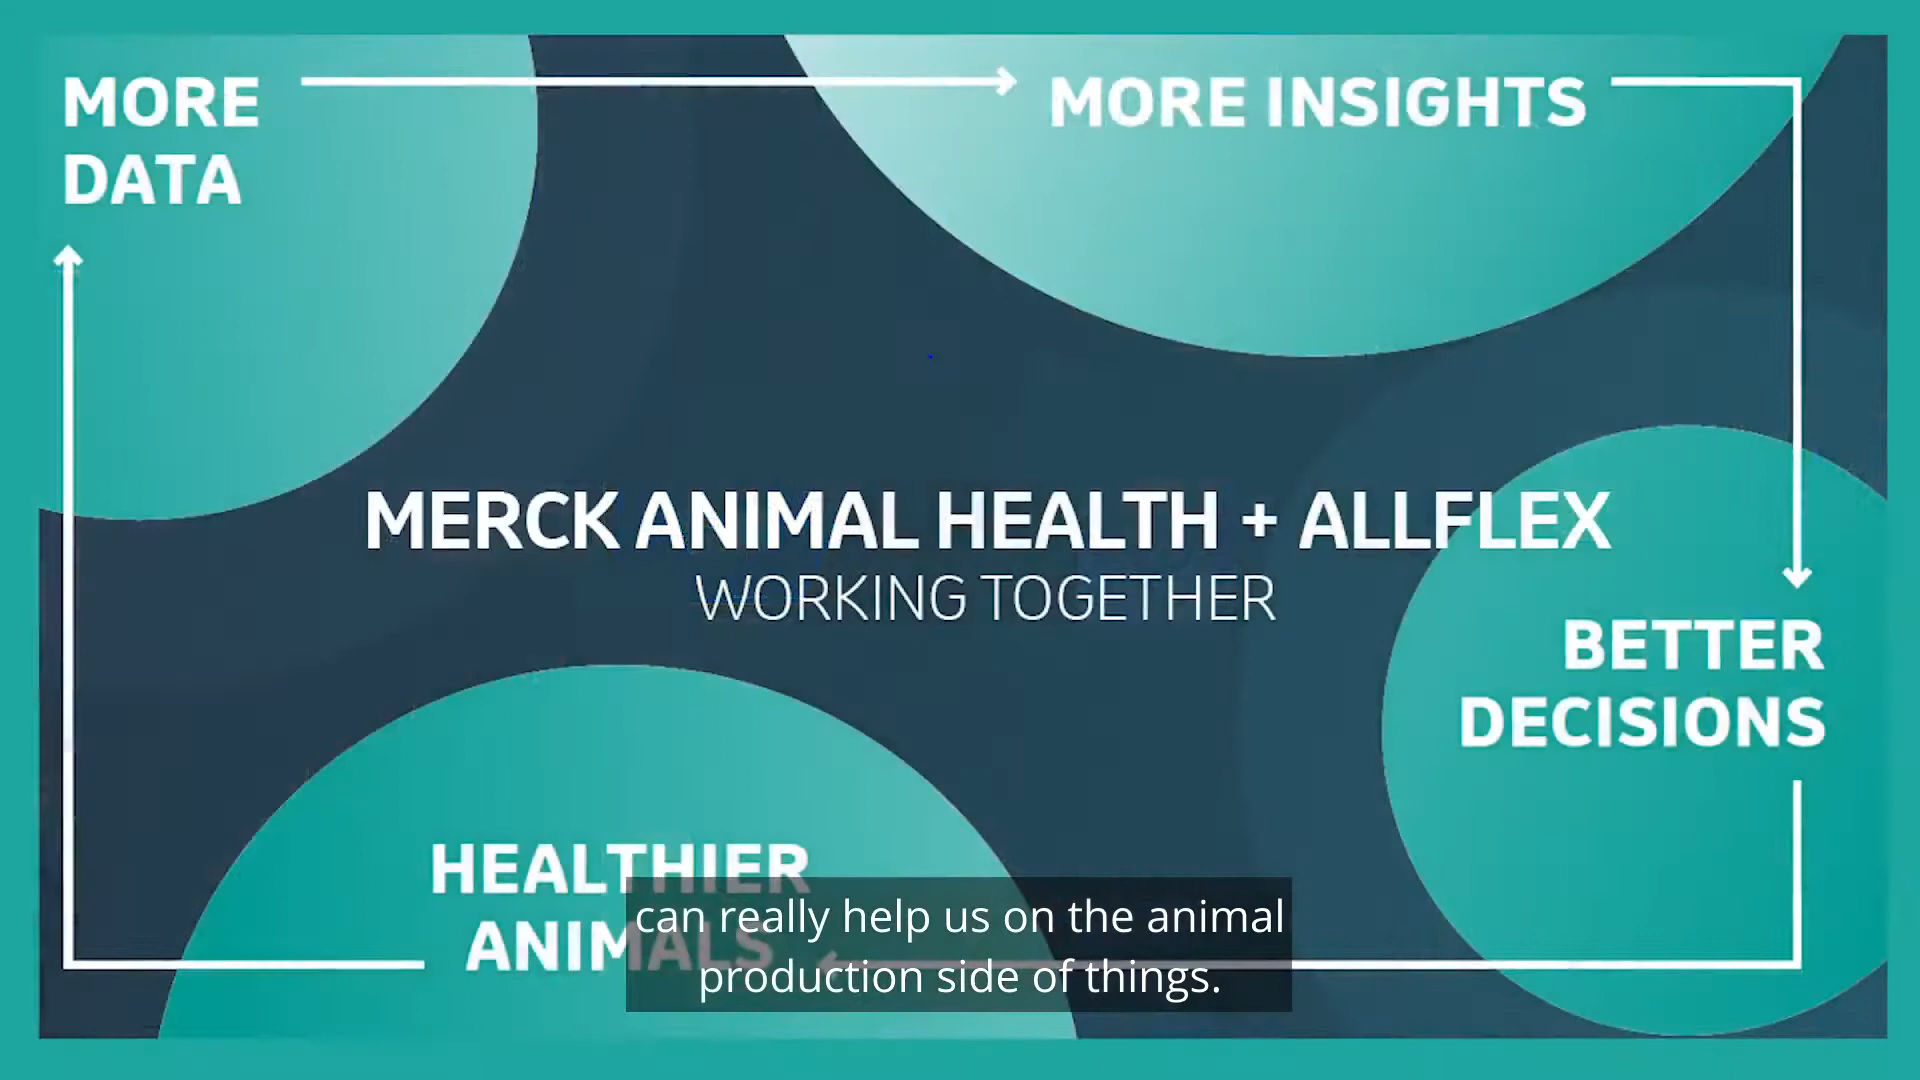 MORE
DATA
MORE INSIGHTS
MERCK ANIMAL HEALTH + ALLFLEX
WORKING TOGETHER
BETTER
DECISIONS
HEALTHIER
ANIMALS
can really help us on the animal
production side of things.